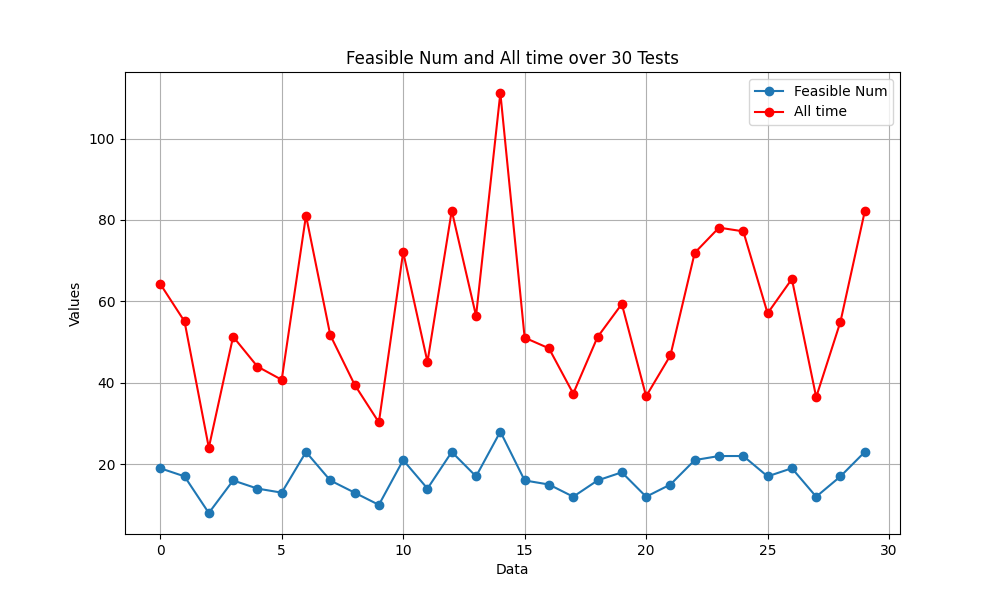 Feasible Num and All time over 30 Tests
Feasible Num
All time
100
80
60
40
20
Values
0 5 10 15 20 25 30
Data